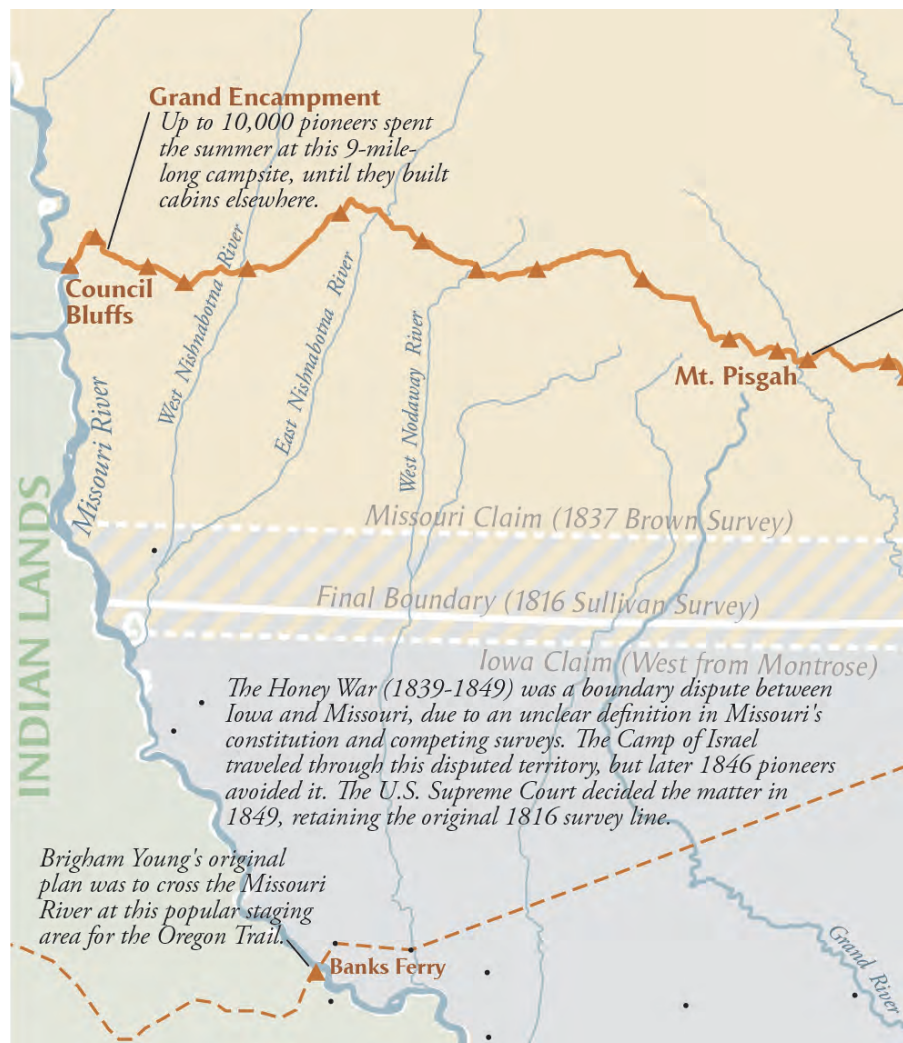 Grand Encampment
Up to 10,000 pioneers spent
the summer at this 9-mile-
long campsite, until they built
cabins elsewhere.
Council
Bluffs
West Nishnabotna River
East Nishnabotna River
West Nodaway River
Mt. Pisgah
Missouri River
INDIAN LANDS
Missouri Claim (1837 Brown Survey)
Final Boundary (1816 Sullivan Survey)
Iowa Claim (West from Montrose)
The Honey War (1839-1849) was a boundary dispute between
Iowa and Missouri, due to an unclear definition in Missouri's
constitution and competing surveys. The Camp of Israel
traveled through this disputed territory, but later 1846 pioneers
avoided it. The U.S. Supreme Court decided the matter in
1849, retaining the original 1816 survey line.
Brigham Young's original
plan was to cross the Missouri
River at this popular staging
area for the Oregon Trail.
Banks Ferry
Grand River